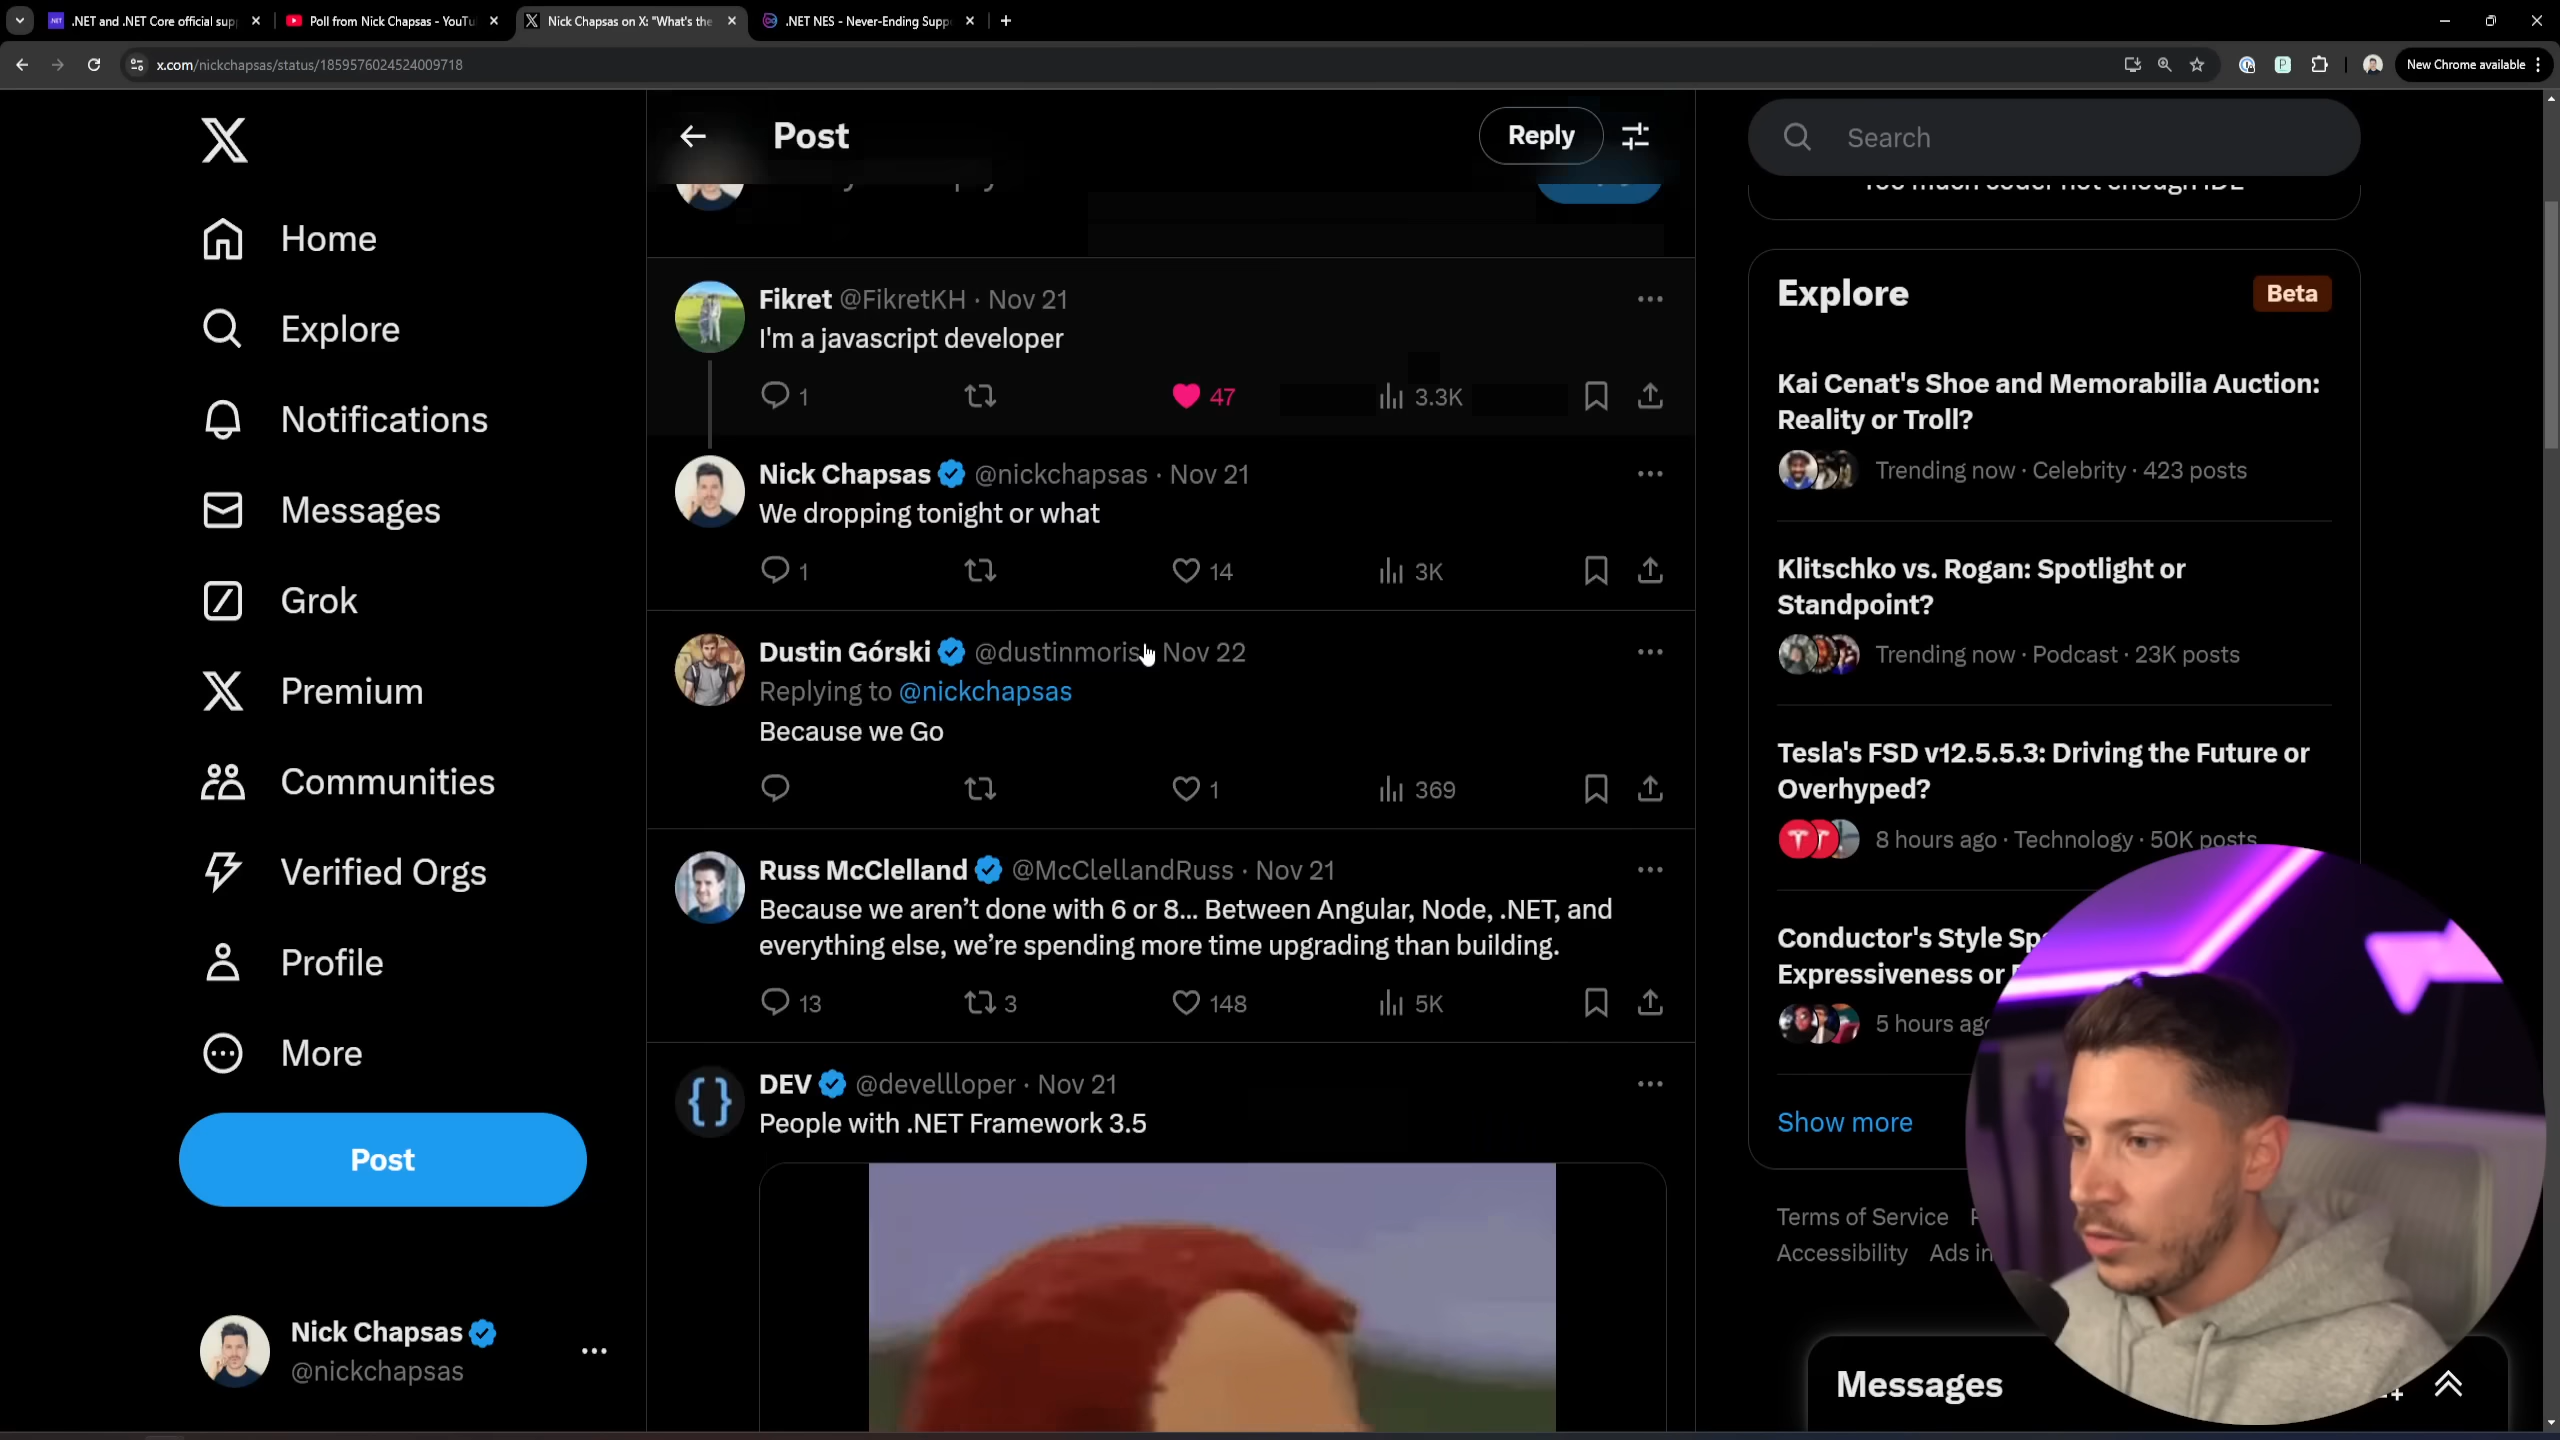 .NET and .NET Core official sup
Poll from Nick Chapsas - YouTu
Nick Chapsas on X: "What's the
.NET NES - Never-Ending Supp
x.com/nickchapsas/status/1859576024524009718
New Chrome available
Home
Explore
Notifications
Messages
Grok
Premium
Communities
Verified Orgs
Profile
More
Post
Nick Chapsas
@nickchapsas
Post
Reply
Fikret @FikretKH · Nov 21
I'm a javascript developer
1
47
3.3K
Nick Chapsas @nickchapsas · Nov 21
We dropping tonight or what
1
14
3K
Dustin Górski @dustinmoris Nov 22
Replying to @nickchapsas
Because we Go
1
369
Russ McClelland @McClellandRuss · Nov 21
Because we aren't done with 6 or 8... Between Angular, Node, .NET, and
everything else, we're spending more time upgrading than building.
13
3
148
5K
DEV @devellloper · Nov 21
People with .NET Framework 3.5
Search
Too much coder not enough IDE
Explore
Beta
Kai Cenat's Shoe and Memorabilia Auction:
Reality or Troll?
Trending now · Celebrity · 423 posts
Klitschko vs. Rogan: Spotlight or
Standpoint?
Trending now · Podcast · 23K posts
Tesla's FSD v12.5.5.3: Driving the Future or
Overhyped?
8 hours ago · Technology · 50K posts
Conductor's Style Sp
Expressiveness or
5 hours ago
Show more
Terms of Service
Accessibility Ads in
Messages